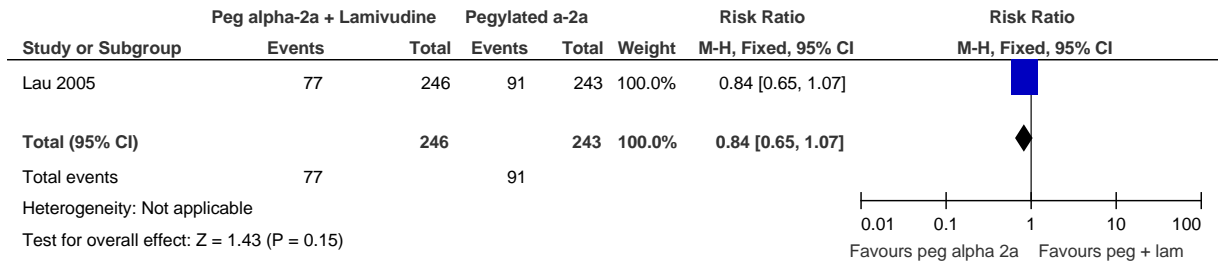 Peg alpha-2a + Lamivudine Pegylated a-2a Risk Ratio Risk Ratio
Study or Subgroup Events Total Events Total Weight M-H, Fixed, 95% CI M-H, Fixed, 95% CI
Lau 2005 77 246 91 243 100.0% 0.84 [0.65, 1.07]
Total (95% CI) 246 243 100.0% 0.84 [0.65, 1.07]
Total events 77 91
Heterogeneity: Not applicable
Test for overall effect: Z = 1.43 (P = 0.15)
0.01 0.1 1 10 100
Favours peg alpha 2a Favours peg + lam